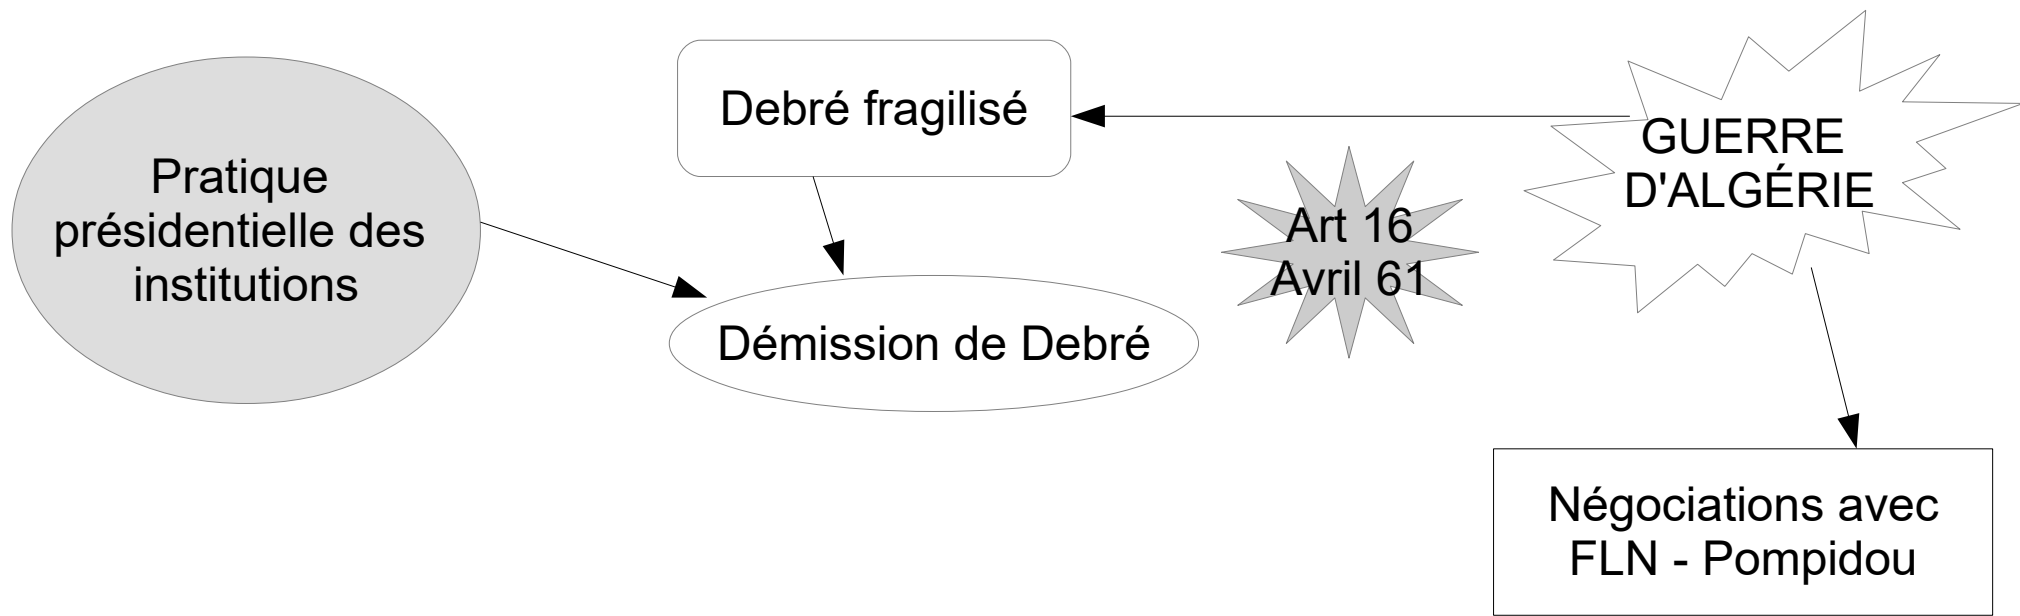 Pratique
présidentielle des
institutions
Debré fragilisé
Démission de Debré
Art 16
Avril 61
GUERRE
D'ALGÉRIE
Négociations avec
FLN - Pompidou